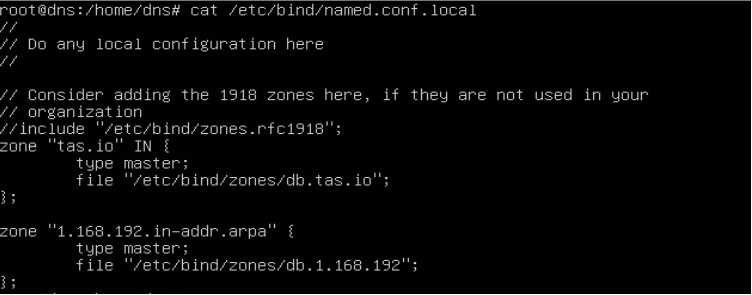 root@dns:/home/dns# cat /etc/bind/named.conf.local
//
// Do any local configuration here
//
// Consider adding the 1918 zones here, if they are not used in your
// organization
//include "/etc/bind/zones.rfc1918";
zone "tas.io" IN {
type master;
file "/etc/bind/zones/db.tas.io";
};
zone "1.168.192.in-addr.arpa" {
type master;
file "/etc/bind/zones/db.1.168.192";
};